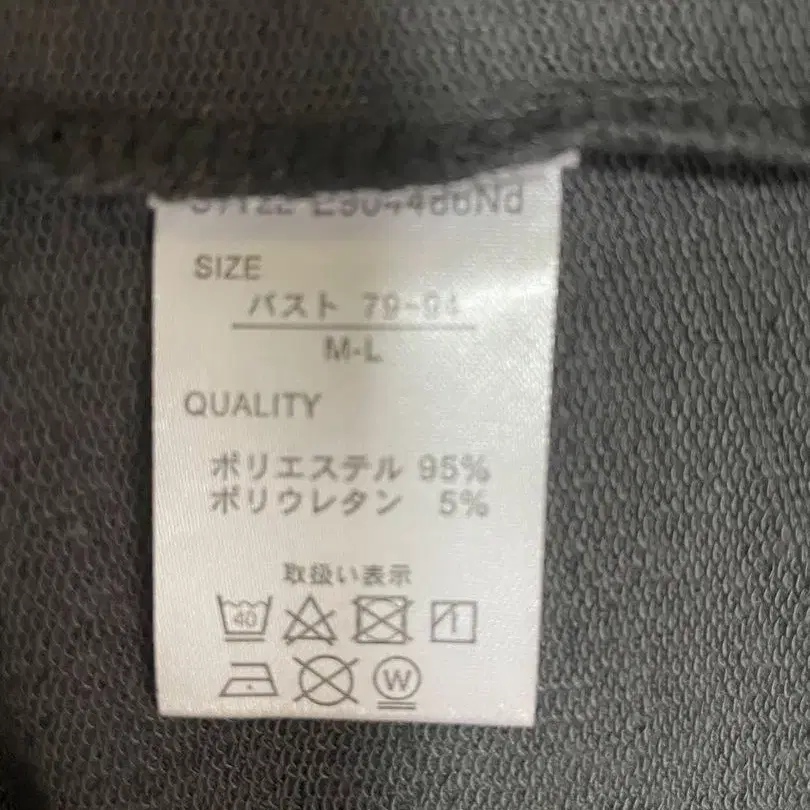 SIZE
バスト 79-94
M-L
QUALITY
ポリエステル 95%
ポリウレタン 5%
取扱い表示
40
W